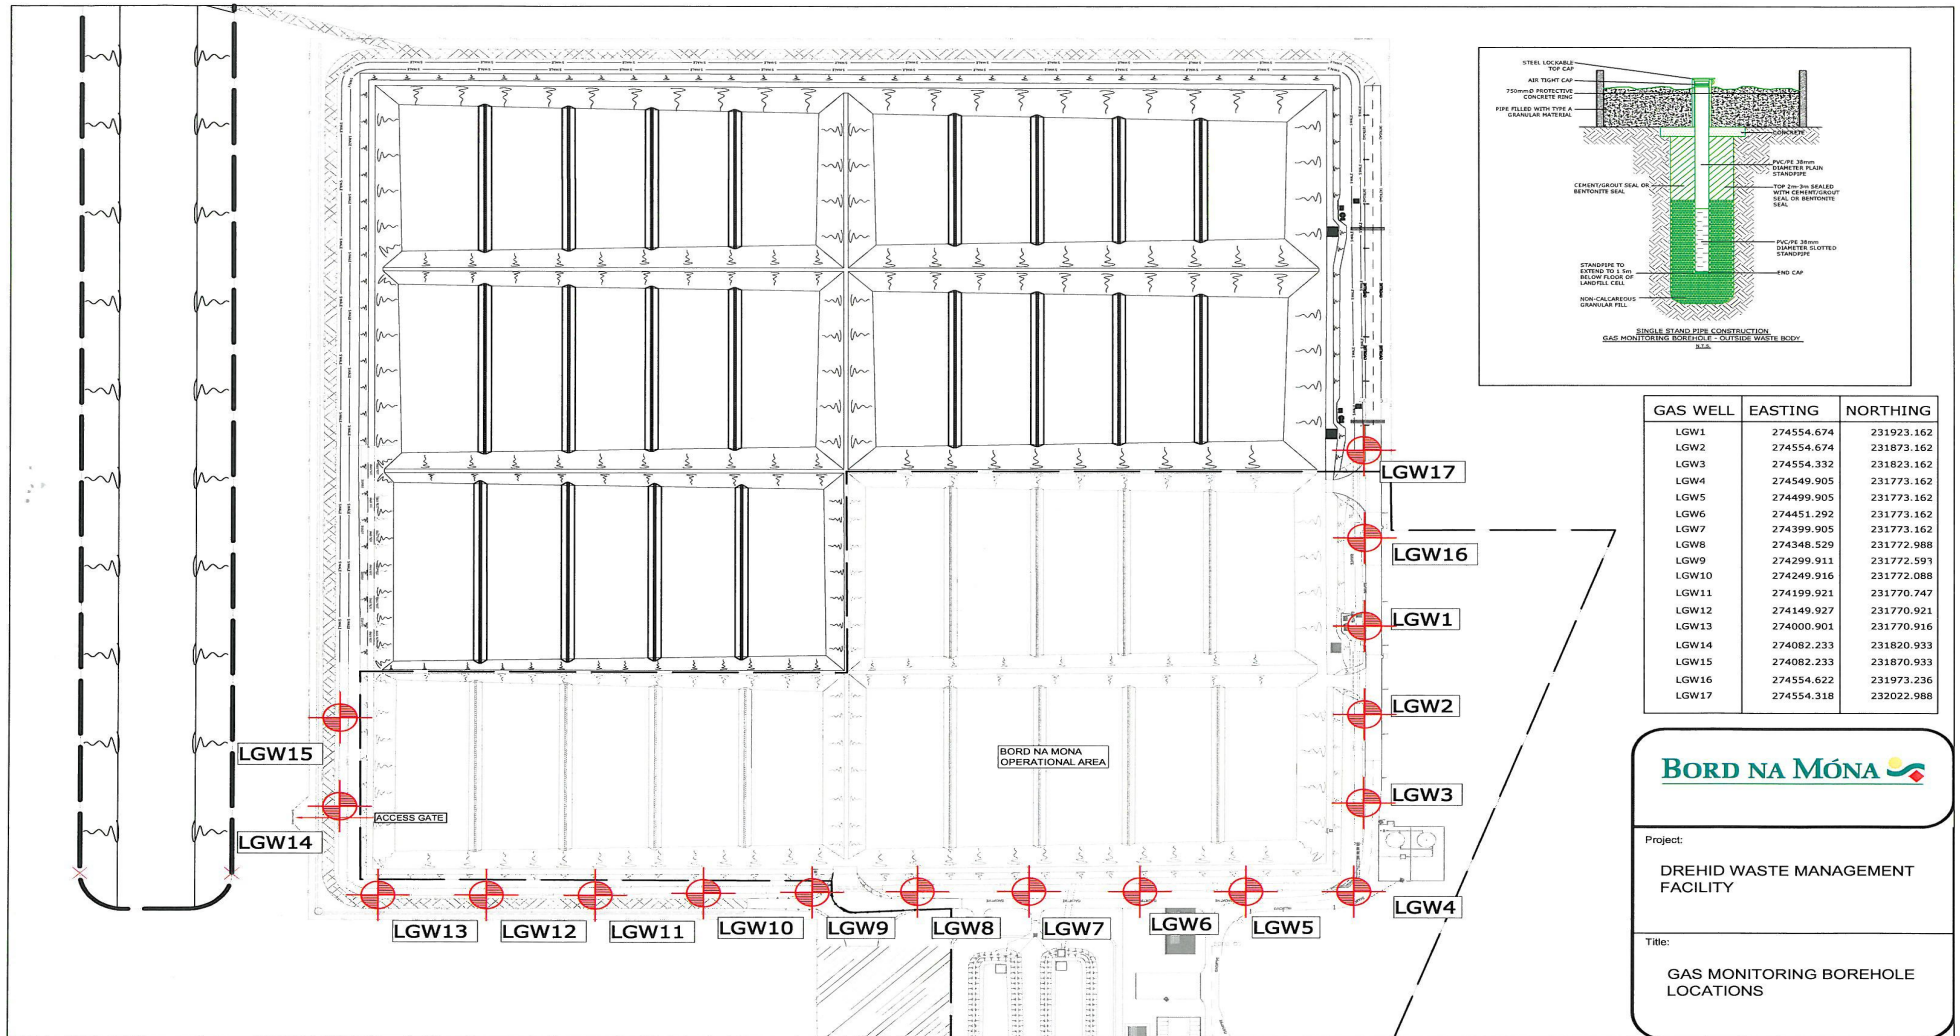 STEEL LOCKABLE
TOP CAP
AIR TIGHT CAP
750mmØ PROTECTIVE
CONCRETE RING
PIPE FILLED WITH TYPE A
GRANULAR MATERIAL
CONCRETE
PVC/PE 38mm
DIAMETER PLAIN
STANDPIPE
CEMENT/GROUT SEAL OR
BENTONITE SEAL
TOP 2m-3m SEALED
WITH CEMENT/GROUT
SEAL OR BENTONITE
SEAL
PVC/PE 38mm
DIAMETER SLOTTED
STANDPIPE
STANDPIPE TO
EXTEND TO 1.5m
BELOW FLOOR OF
LANDFILL CELL
END CAP
NON-CALCAREOUS
GRANULAR FILL
SINGLE STAND PIPE CONSTRUCTION
GAS MONITORING BOREHOLE - OUTSIDE WASTE BODY
N.T.S.
GAS WELL EASTING NORTHING
LGW1 274554.674 231923.162
LGW2 274554.674 231873.162
LGW3 274554.332 231823.162
LGW4 274549.905 231773.162
LGW5 274499.905 231773.162
LGW6 274451.292 231773.162
LGW7 274399.905 231773.162
LGW8 274348.529 231772.988
LGW9 274299.911 231772.593
LGW10 274249.916 231772.088
LGW11 274199.921 231770.747
LGW12 274149.927 231770.921
LGW13 274000.901 231770.916
LGW14 274082.233 231820.933
LGW15 274082.233 231870.933
LGW16 274554.622 231973.236
LGW17 274554.318 232022.988
LGW17
LGW16
LGW1
LGW2
LGW15
BORD NA MONA
OPERATIONAL AREA
LGW3
ACCESS GATE
LGW14
LGW13
LGW12
LGW11
LGW10
LGW9
LGW8
LGW7
LGW6
LGW5
LGW4
BORD NA MÓNA
Project:
DREHID WASTE MANAGEMENT
FACILITY
Title:
GAS MONITORING BOREHOLE
LOCATIONS